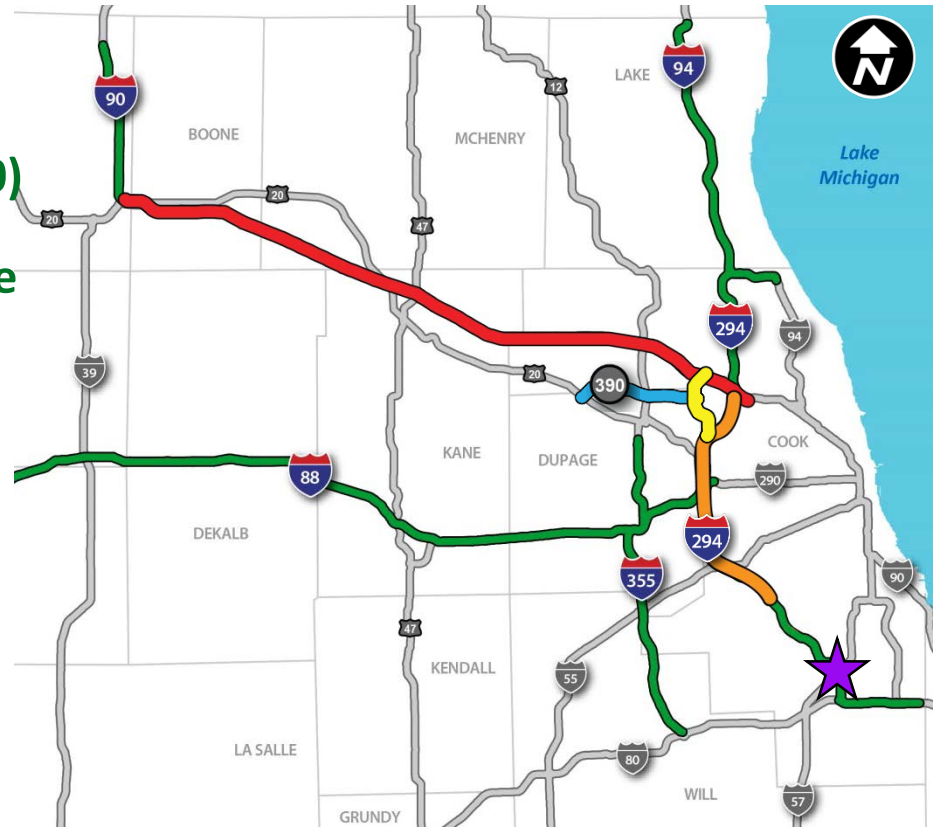 94
N
90
LAKE
12
BOONE
MCHENRY
Lake
Michigan
0)
20
20
47
e
294
94
39
20
390
COOK
KANE
DUPAGE
88
290
DEKALB
294
355
90
47
KENDALL
55
LA SALLE
80
WILL
57
GRUNDY